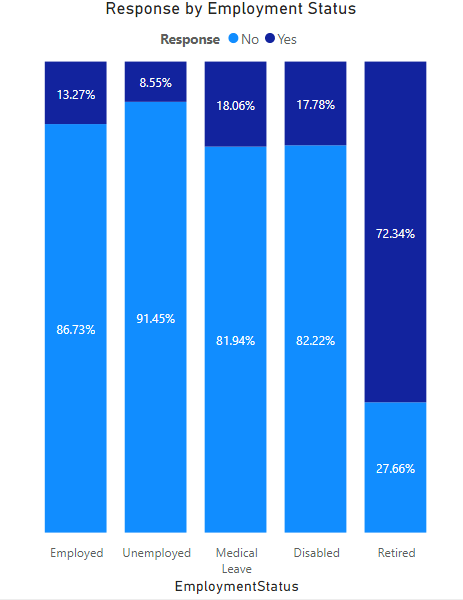 Response by Employment Status
Response No Yes
13.27% 8.55% 18.06% 17.78% 72.34%
86.73% 91.45% 81.94% 82.22% 27.66%
Employed Unemployed Medical Leave Disabled Retired
EmploymentStatus